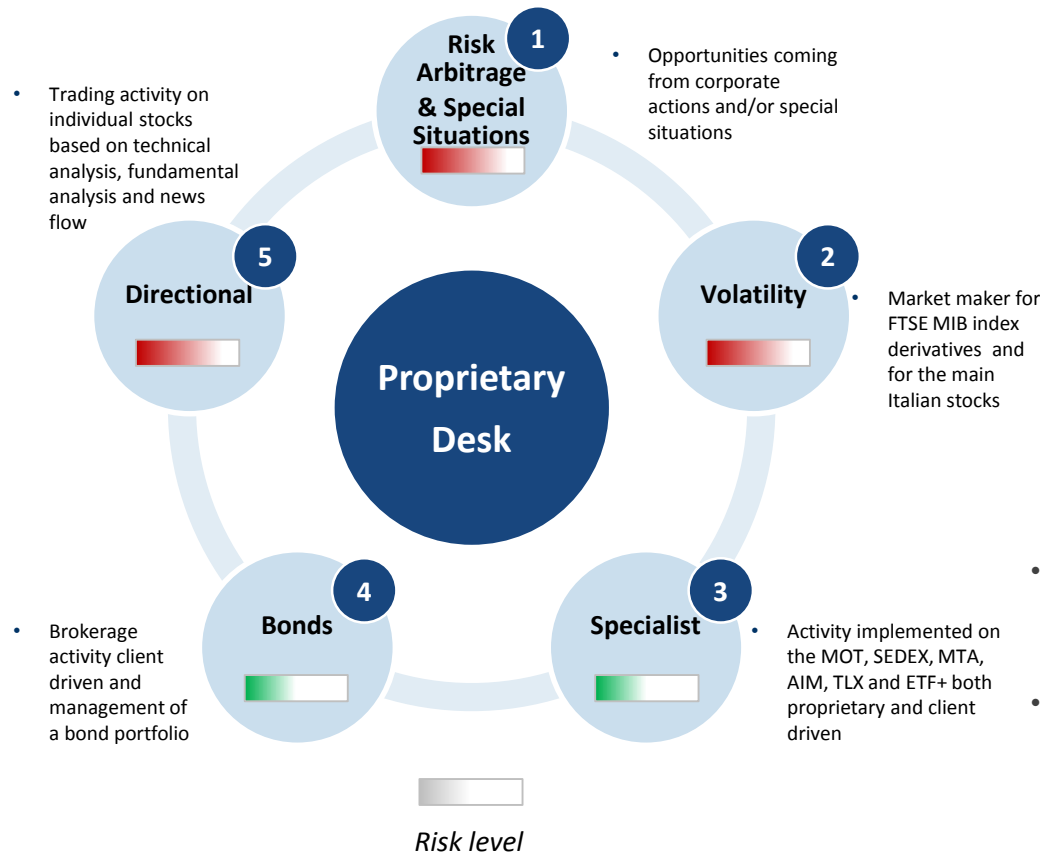 Risk
Arbitrage
& Special
Situations
1
• Opportunities coming
from corporate
actions and/or special
situations
Volatility
2
• Market maker for
FTSE MIB index
derivatives and
for the main
Italian stocks
Specialist
3
• Activity implemented on
the MOT, SEDEX, MTA,
AIM, TLX and ETF+ both
proprietary and client
driven
Bonds
4
• Brokerage
activity client
driven and
management of
a bond portfolio
Directional
5
• Trading activity on
individual stocks
based on technical
analysis, fundamental
analysis and news
flow
Proprietary
Desk
Risk level
•
•